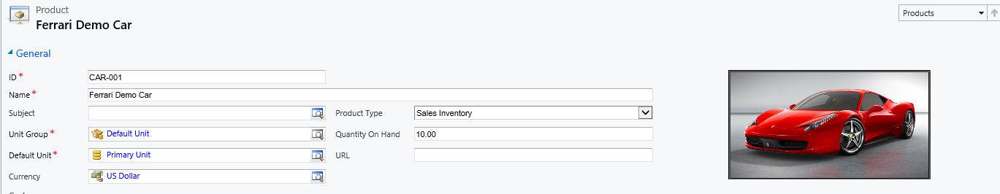 Product
Ferrari Demo Car
Products
General
ID *
CAR-001
Name *
Ferrari Demo Car
Subject
Product Type
Sales Inventory
Unit Group *
Default Unit
Quantity On Hand
10.00
Default Unit *
Primary Unit
URL
Currency
US Dollar